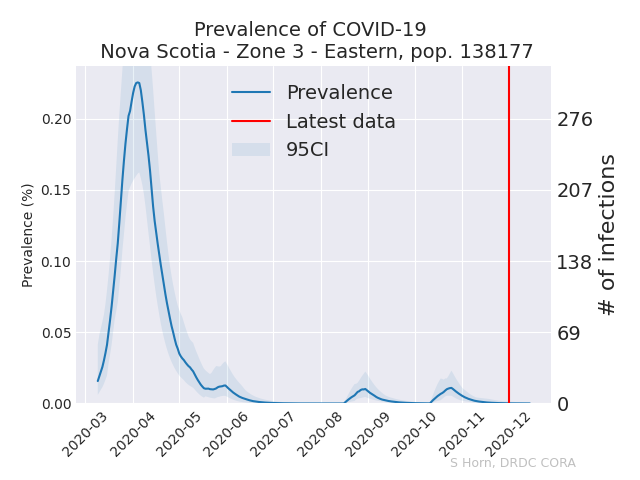 Prevalence of COVID-19
Nova Scotia - Zone 3 - Eastern, pop. 138177
Prevalence
Latest data
95CI
Prevalence (%)
0.20
0.15
0.10
0.05
0.00
276
207
138
69
0
# of infections
2020-03
2020-04
2020-05
2020-06
2020-07
2020-08
2020-09
2020-10
2020-11
2020-12
S Horn, DRDC CORA